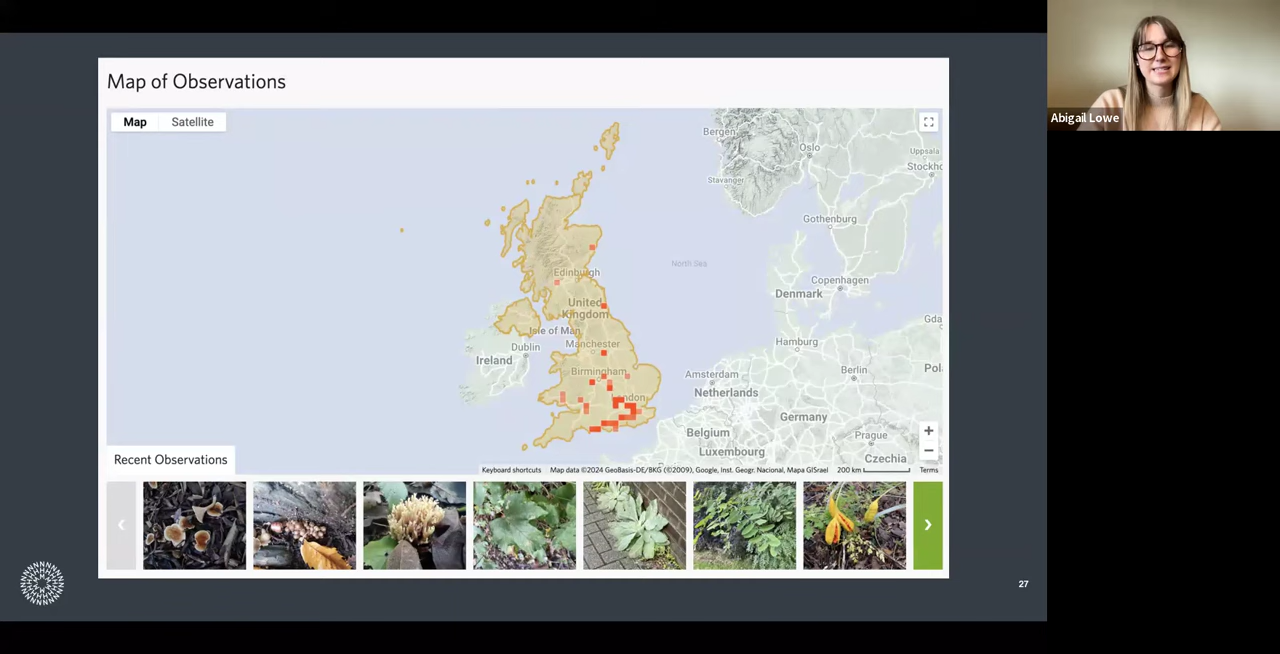 Map of Observations
Map
Satellite
Bergen
Oslo
Uppsala
Stockho
Stavanger
Gothenburg
North Sea
Edinburgh
Copenhagen
Denmark
United
Kingdom
Gda
Isle of Man
Dublin
Manchester
Hamburg
Ireland
Birmingham
Amsterdam
Berlin
Pol
Netherlands
London
Germany
Belgium
Prague
Luxembourg
Czechia
Recent Observations
Keyboard shortcuts
Map data ©2024 GeoBasis-DE/BKG (©2009), Google, Inst. Geogr. Nacional, Mapa GISrael
200 km
Terms
27
Abigail Lowe